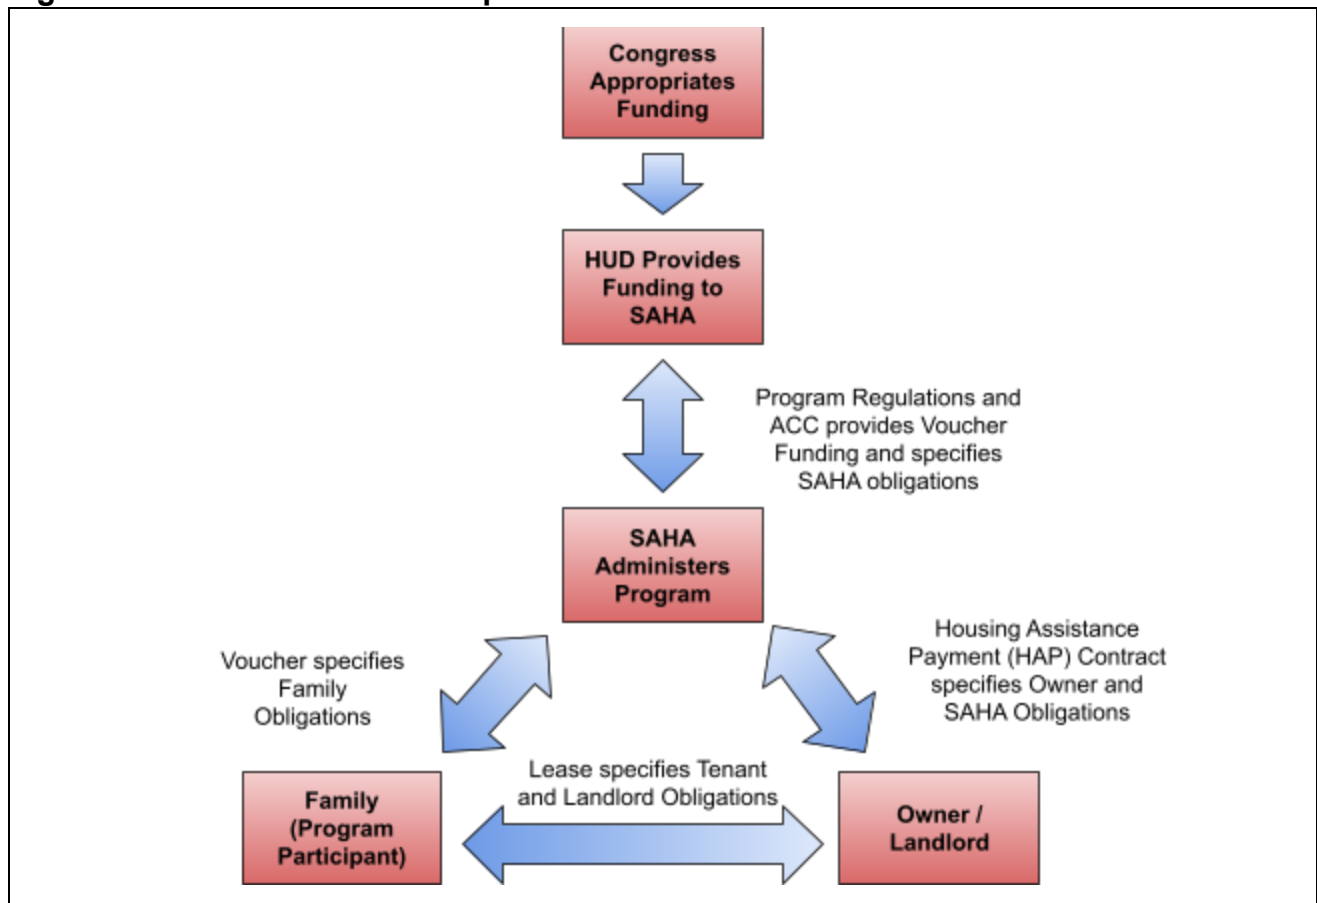 Congress
Appropriates
Funding
HUD Provides
Funding to
SAHA
Program Regulations and
ACC provides Voucher
Funding and specifies
SAHA obligations
SAHA
Administers
Program
Housing Assistance
Payment (HAP) Contract
specifies Owner and
SAHA Obligations
Voucher specifies
Family
Obligations
Lease specifies Tenant
and Landlord Obligations
Family
(Program
Participant)
Owner /
Landlord